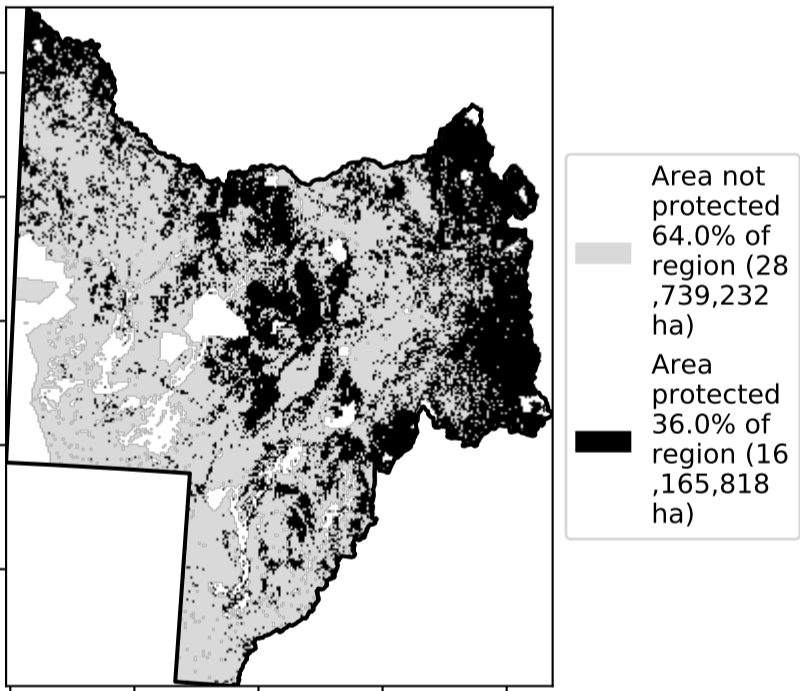 Area not
protected
64.0% of
region (28
,739,232
ha)
Area
protected
36.0% of
region (16
,165,818
ha)